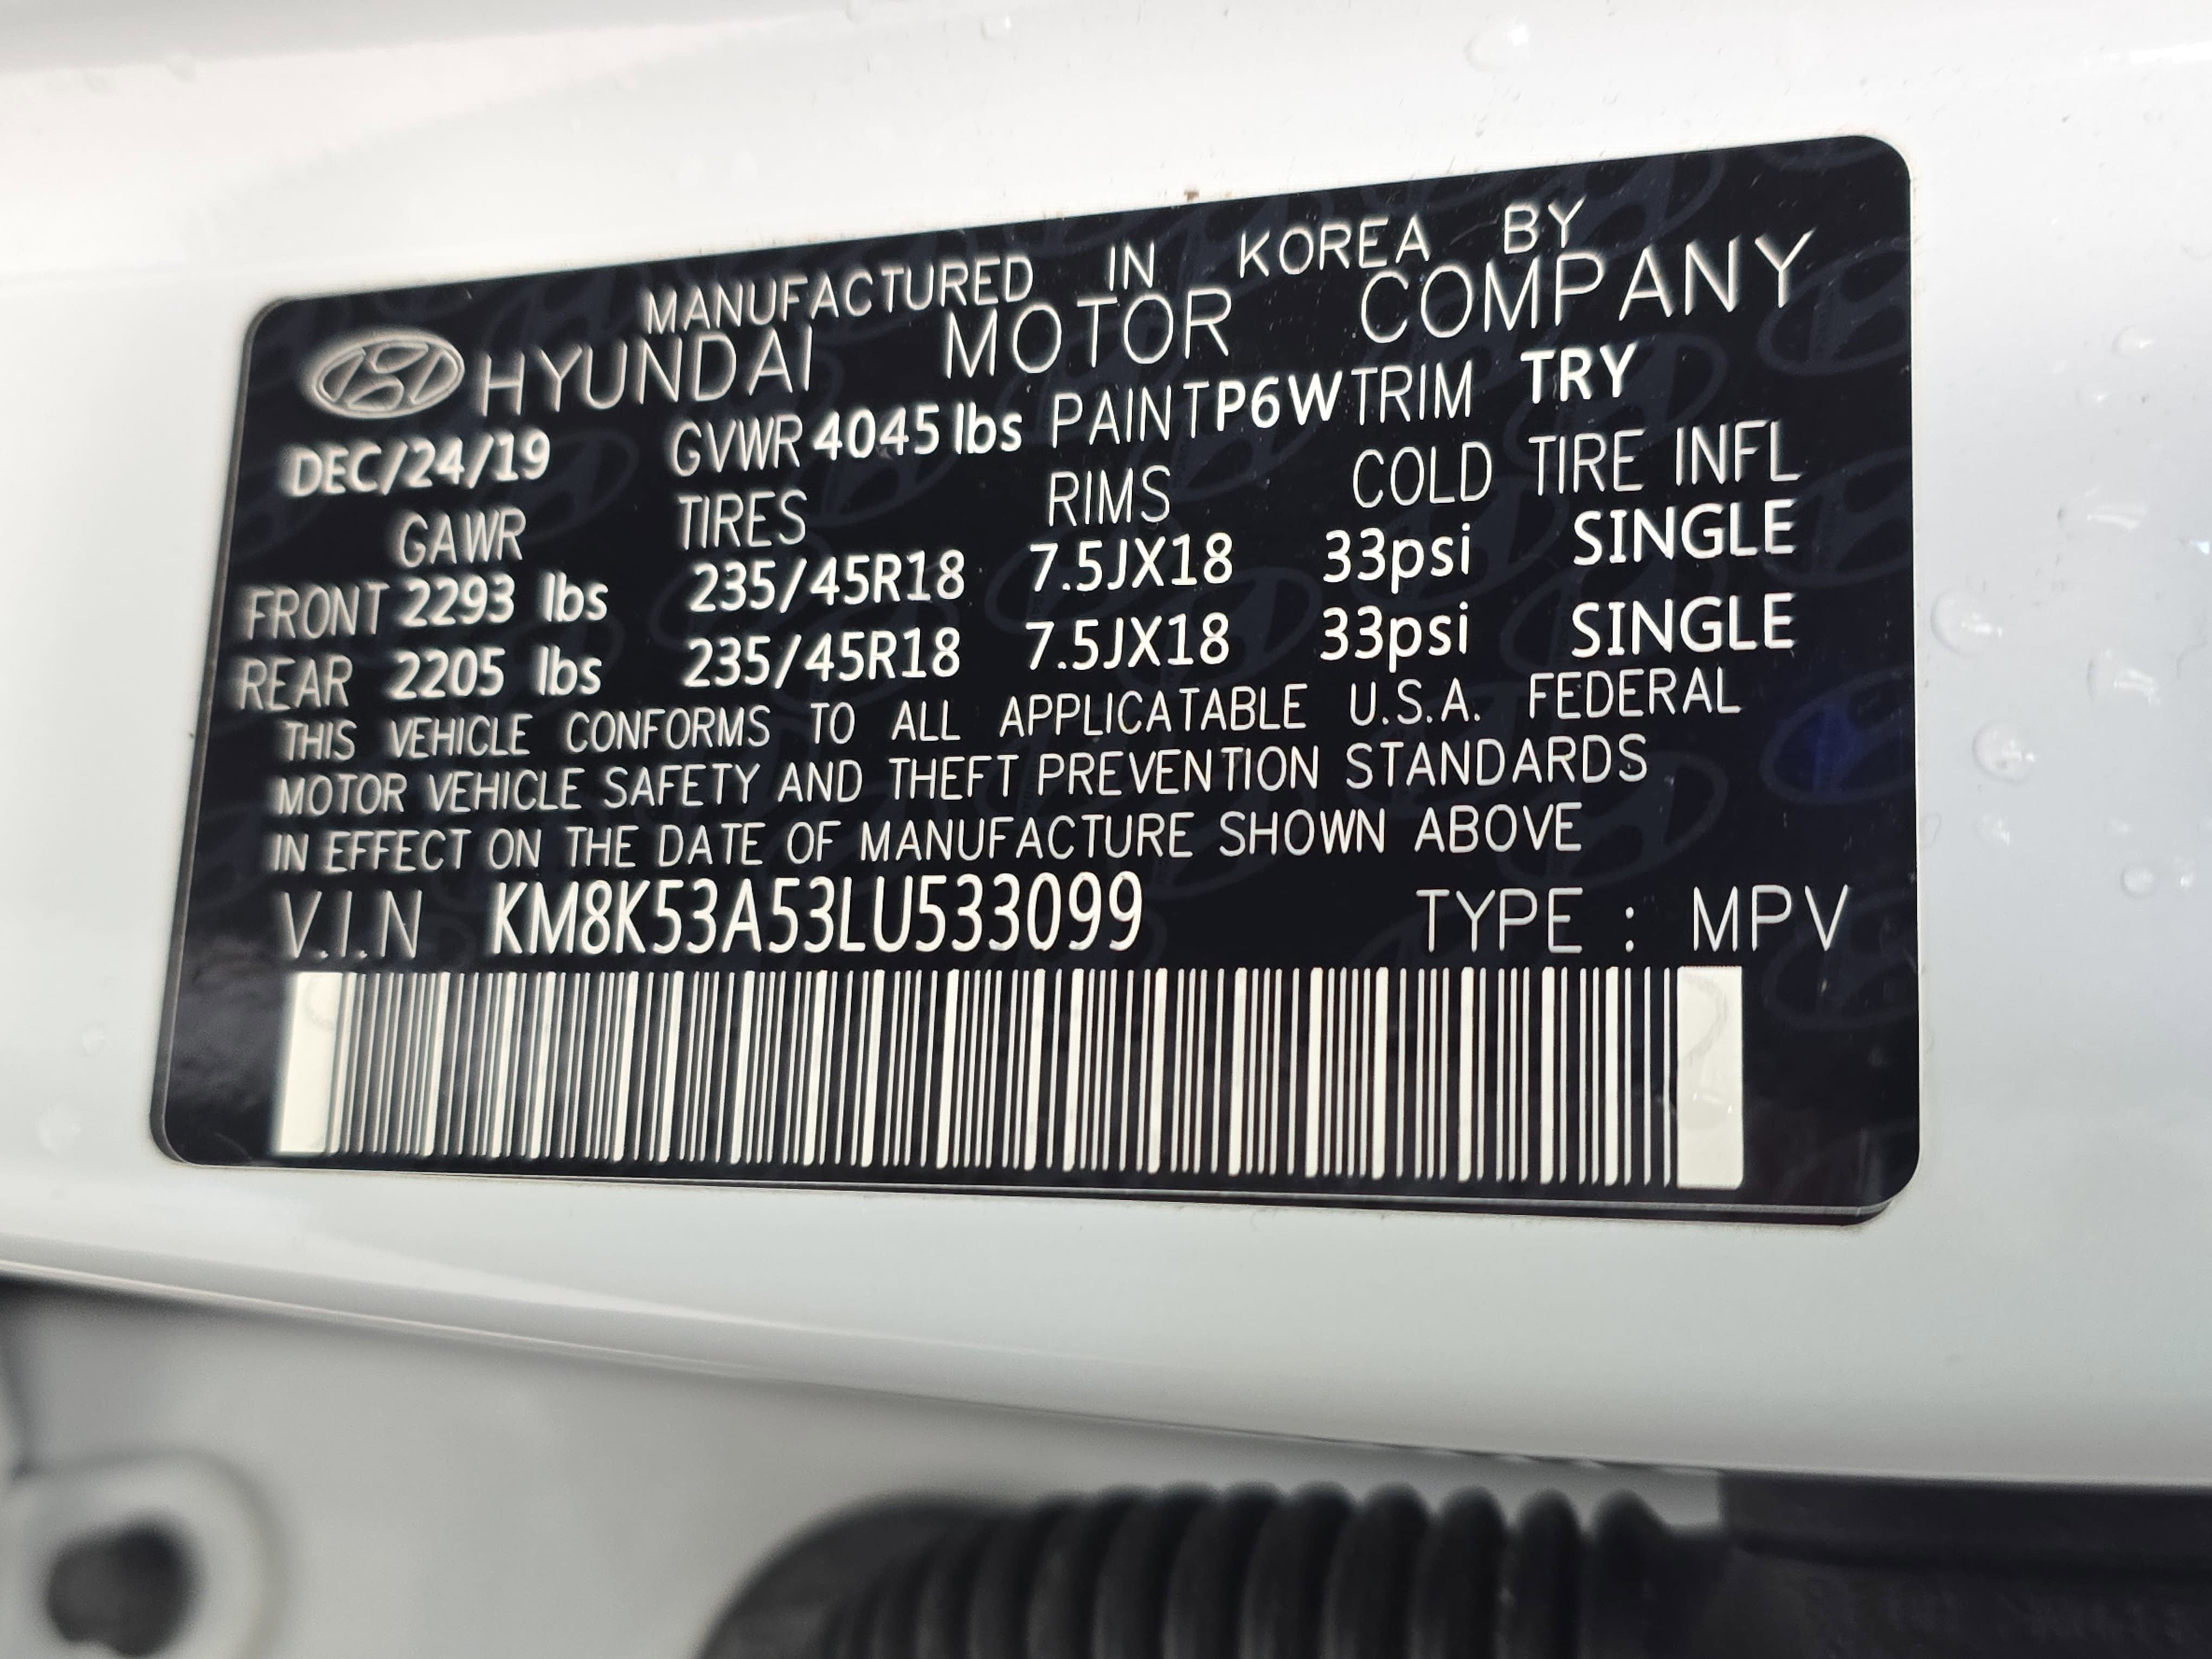 MANUFACTURED IN KOREA BY
HYUNDAI MOTOR COMPANY
DEC/24/19 GVWR 4045 lbs PAINT P6W TRIM TRY
GAWR TIRES RIMS COLD TIRE INFL
FRONT 2293 lbs 235/45R18 7.5JX18 33psi SINGLE
REAR 2205 lbs 235/45R18 7.5JX18 33psi SINGLE
THIS VEHICLE CONFORMS TO ALL APPLICATABLE U.S.A. FEDERAL
MOTOR VEHICLE SAFETY AND THEFT PREVENTION STANDARDS
IN EFFECT ON THE DATE OF MANUFACTURE SHOWN ABOVE
V.I.N KM8K53A53LU533099 TYPE : MPV